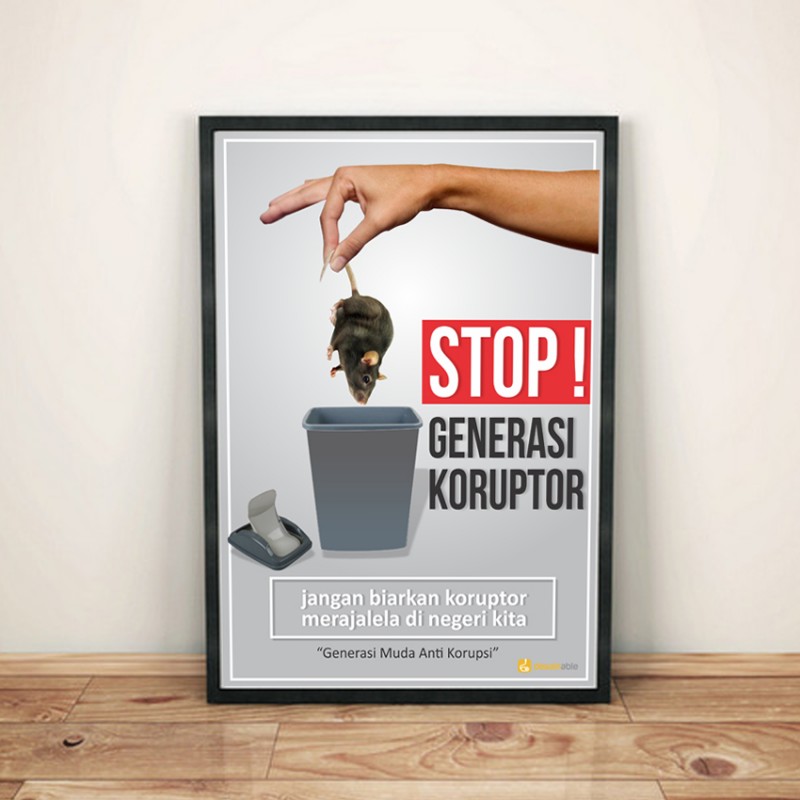 STOP !
GENERASI
KORUPTOR
jangan biarkan koruptor
merajalela di negeri kita
“Generasi Muda Anti Korupsi”